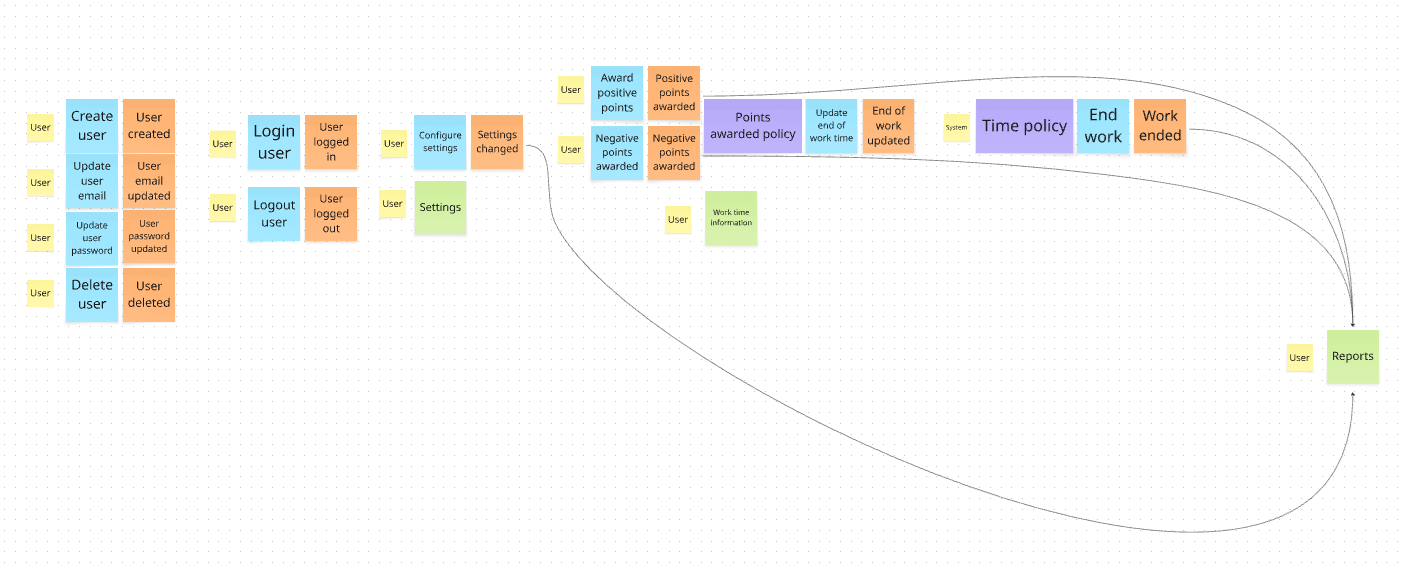 User
Create
user
User
created
User
Update
user
email
User
email
updated
User
Update
user
password
User
password
updated
User
Delete
user
User
deleted
User
Login
user
User
logged
in
User
Logout
user
User
logged
out
User
Configure
settings
Settings
changed
User
Settings
User
Award
positive
points
Positive
points
awarded
User
Negative
points
awarded
Negative
points
awarded
Points
awarded policy
Update
end of
work time
End of
work
updated
User
Work time
information
System
Time policy
End
work
Work
ended
User
Reports